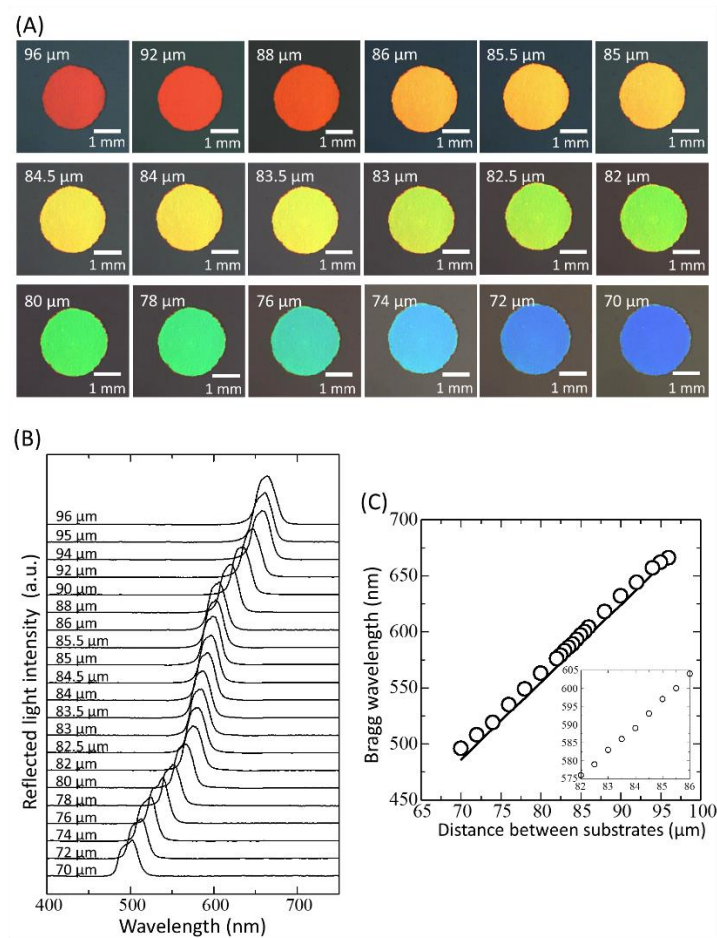 (A)
96 μm 92 μm 88 μm 86 μm 85.5 μm 85 μm
1 mm 1 mm 1 mm 1 mm 1 mm 1 mm
84.5 μm 84 μm 83.5 μm 83 μm 82.5 μm 82 μm
1 mm 1 mm 1 mm 1 mm 1 mm 1 mm
80 μm 78 μm 76 μm 74 μm 72 μm 70 μm
1 mm 1 mm 1 mm 1 mm 1 mm 1 mm
(B)
Reflected light intensity (a.u.)
96 μm
95 μm
94 μm
92 μm
90 μm
88 μm
86 μm
85.5 μm
85 μm
84.5 μm
84 μm
83.5 μm
83 μm
82.5 μm
82 μm
80 μm
78 μm
76 μm
74 μm
72 μm
70 μm
400 500 600 700
Wavelength (nm)
(C)
Bragg wavelength (nm)
700
650
600
550
500
450
605
600
595
590
585
580
575
82 83 84 85 86
65 70 75 80 85 90 95 100
Distance between substrates (μm)